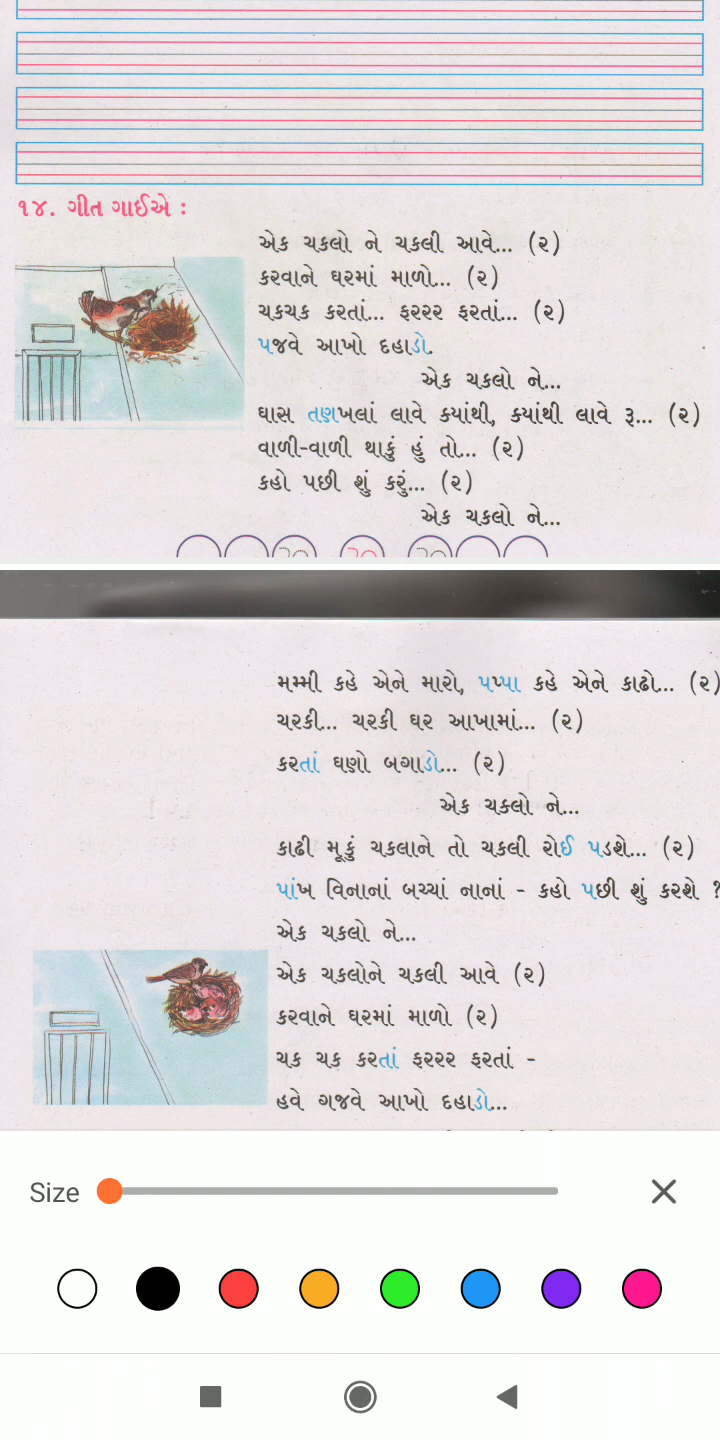 ૧૪. ગીત ગાઈએ :
એક ચકલો ને ચકલી આવે... (૨)
કરવાને ઘરમાં માળો... (૨)
ચકચક કરતાં... ફરરર ફરતાં... (૨)
પજવે આખો દહાડો.
એક ચકલો ને...
ઘાસ તણખલાં લાવે ક્યાંથી, ક્યાંથી લાવે રૂ... (૨)
વાળી-વાળી થાકું હું તો... (૨)
કહો પછી શું કરું... (૨)
એક ચકલો ને...
મમ્મી કહે એને મારો, પપ્પા કહે એને કાઢો... (૨)
ચરકી... ચરકી ઘર આખામાં... (૨)
કરતાં ઘણો બગાડો... (૨)
એક ચક્લો ને...
કાઢી મૂકું ચકલાને તો ચકલી રોઈ પડશે... (૨)
પાંખ વિનાનાં બચ્ચાં નાનાં - કહો પછી શું કરશે ?
એક ચકલો ને...
એક ચકલોને ચકલી આવે (૨)
કરવાને ઘરમાં માળો (૨)
ચક ચક કરતાં ફરરર ફરતાં -
હવે ગજવે આખો દહાડો...
Size